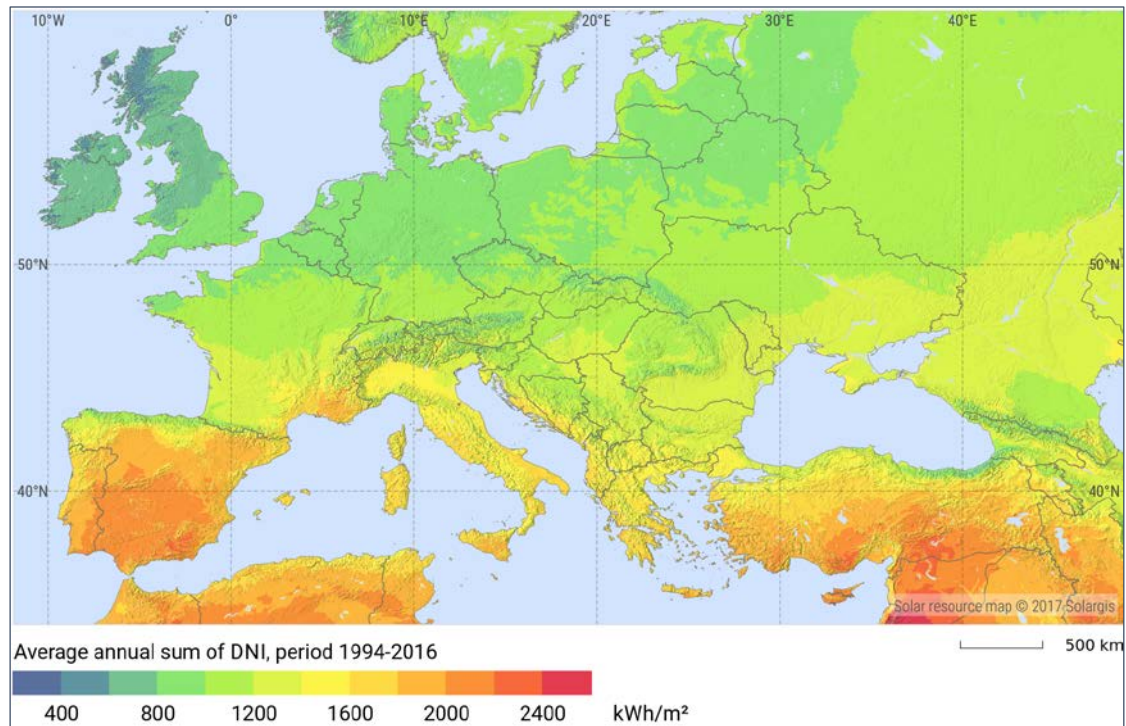 10°W 0° 10°E 20°E 30°E 40°E
50°N 50°N
40°N 40°N
Solar resource map © 2017 Solargis
500 km
Average annual sum of DNI, period 1994-2016
400 800 1200 1600 2000 2400 kWh/m²